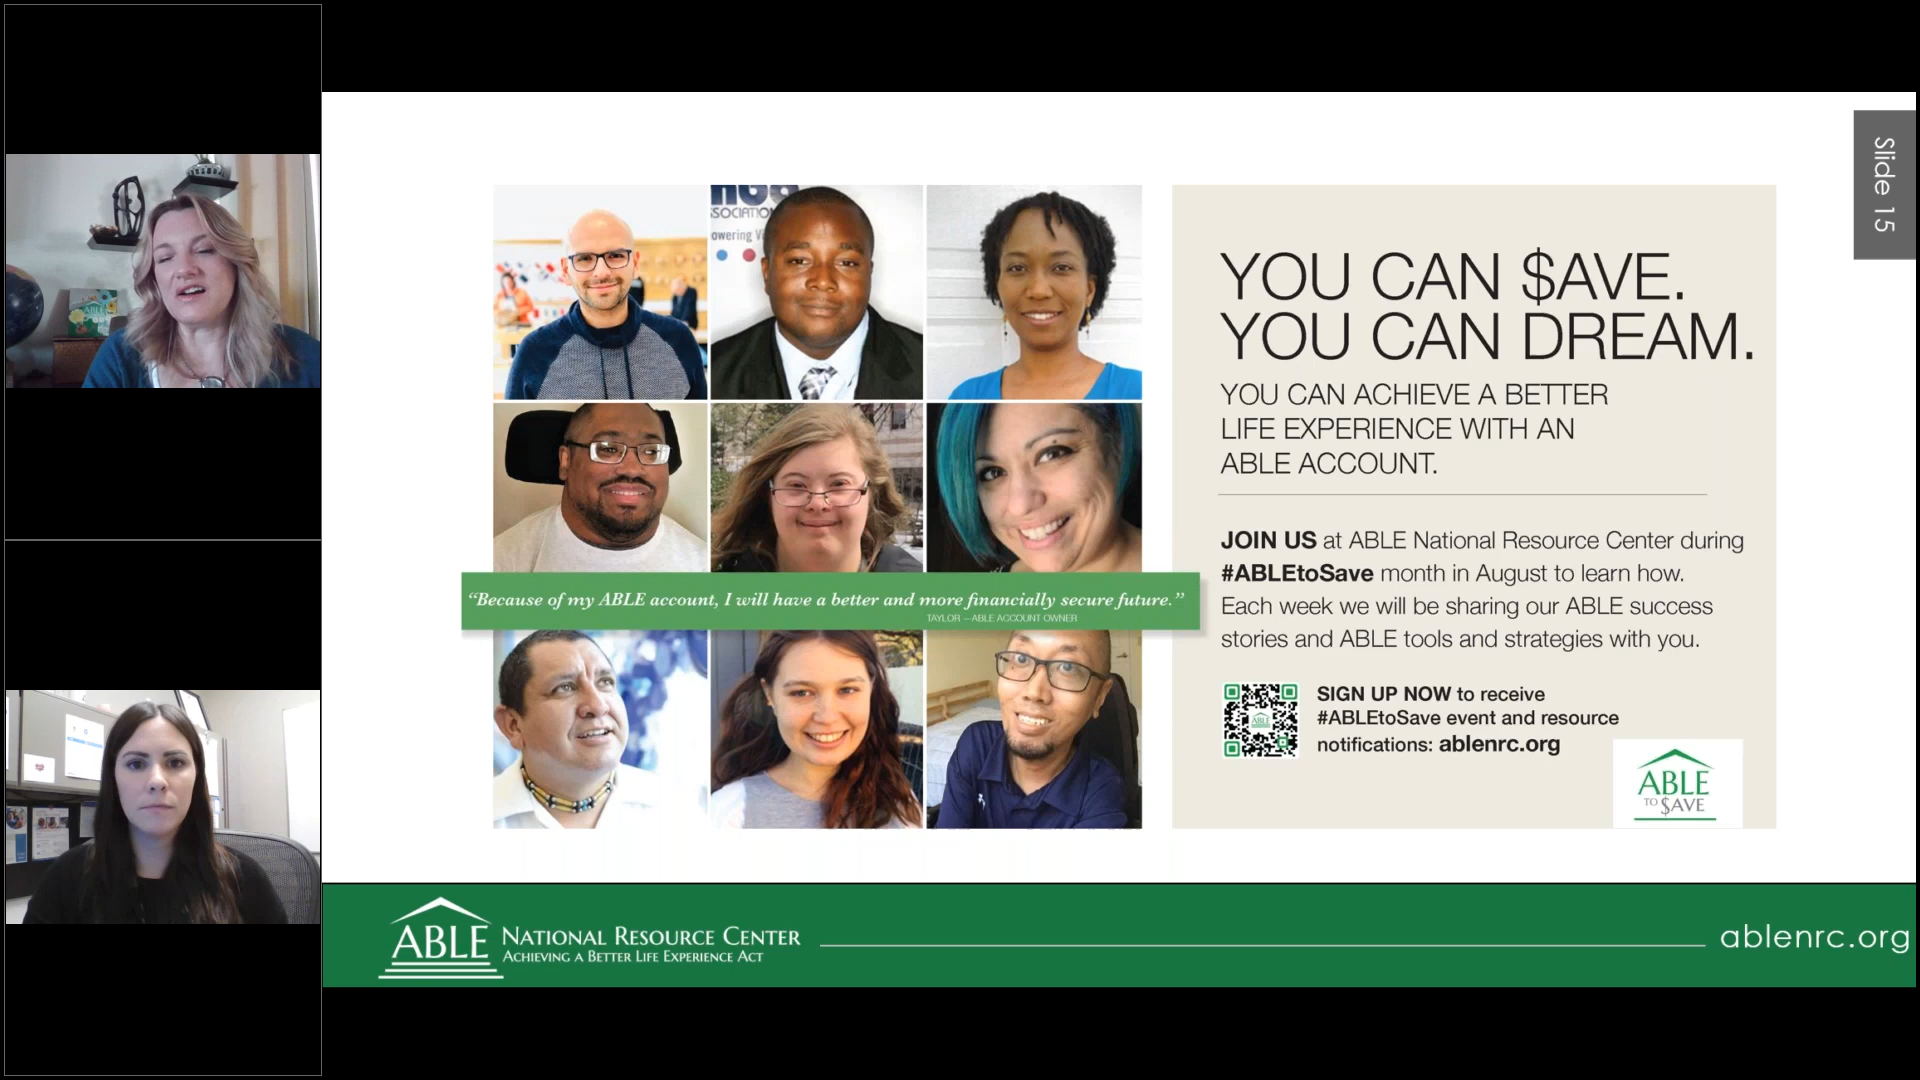 Slide 15
SSOCIATION
owering Vi
YOU CAN $AVE.
YOU CAN DREAM.
YOU CAN ACHIEVE A BETTER
LIFE EXPERIENCE WITH AN
ABLE ACCOUNT.
JOIN US at ABLE National Resource Center during
#ABLEtoSave month in August to learn how.
Each week we will be sharing our ABLE success
stories and ABLE tools and strategies with you.
“Because of my ABLE account, I will have a better and more financially secure future.”
TAYLOR – ABLE ACCOUNT OWNER
SIGN UP NOW to receive
#ABLEtoSave event and resource
notifications: ablenrc.org
ABLE
TO $AVE
ABLE
NATIONAL RESOURCE CENTER
ACHIEVING A BETTER LIFE EXPERIENCE ACT
ablenrc.org